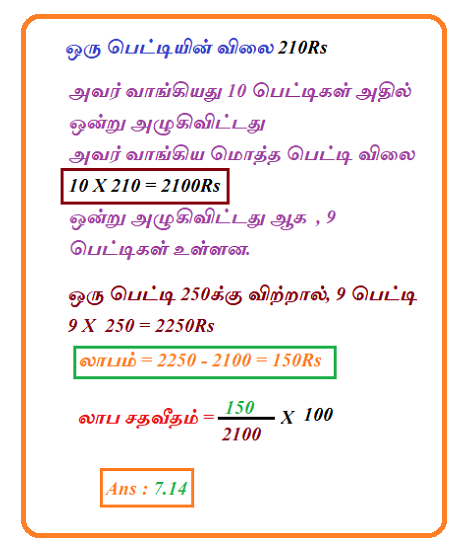 ஒரு பெட்டியின் விலை 210Rs
அவர் வாங்கியது 10 பெட்டிகள் அதில்
ஒன்று அழுகிவிட்டது
அவர் வாங்கிய மொத்த பெட்டி விலை
10 X 210 = 2100Rs
ஒன்று அழுகிவிட்டது ஆக , 9
பெட்டிகள் உள்ளன.
ஒரு பெட்டி 250க்கு விற்றால், 9 பெட்டி
9 X 250 = 2250Rs
லாபம் = 2250 - 2100 = 150Rs
லாப சதவீதம் = 150 X 100
2100
Ans : 7.14